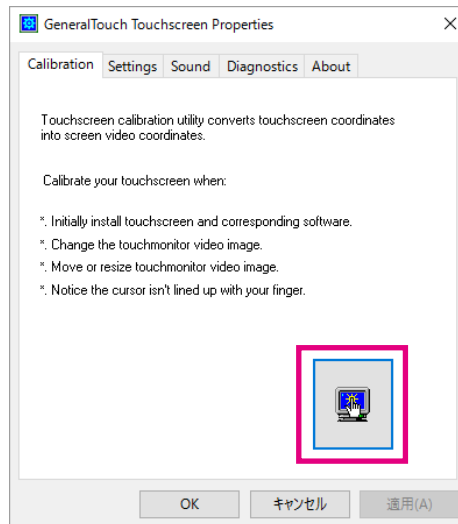 GeneralTouch Touchscreen Properties
Calibration Settings Sound Diagnostics About
Touchscreen calibration utility converts touchscreen coordinates
into screen video coordinates.
Calibrate your touchscreen when:
*. Initially install touchscreen and corresponding software.
*. Change the touchmonitor video image.
*. Move or resize touchmonitor video image.
*. Notice the cursor isn't lined up with your finger.
OK キャンセル 適用(A)